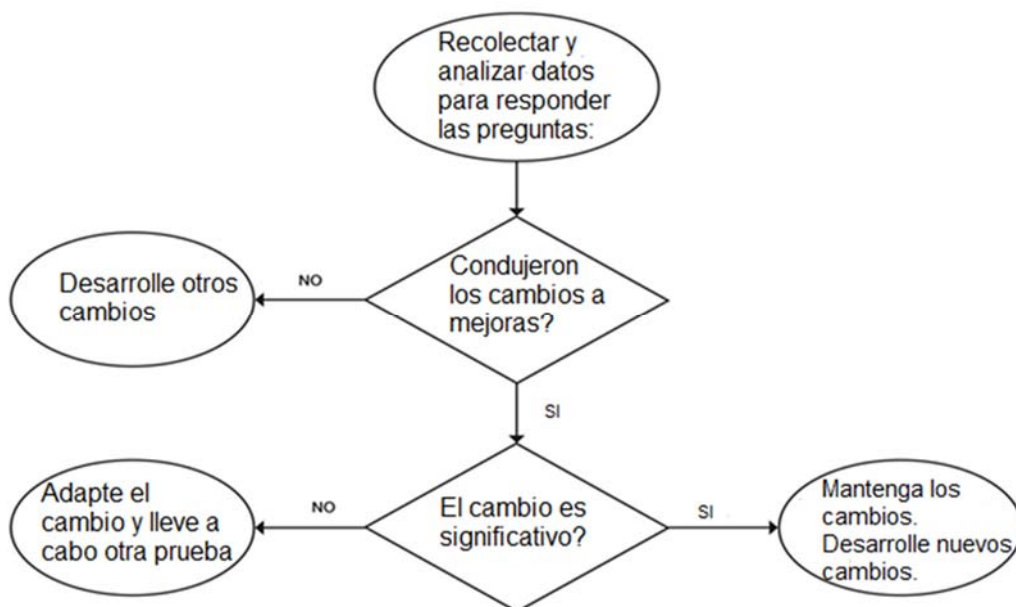 Recolectar y
analizar datos
para responder
las preguntas:
Condujeron
los cambios a
mejoras?
NO
Desarrolle otros
cambios
SI
El cambio es
significativo?
NO
Adapte el
cambio y lleve a
cabo otra prueba
SI
Mantenga los
cambios.
Desarrolle nuevos
cambios.